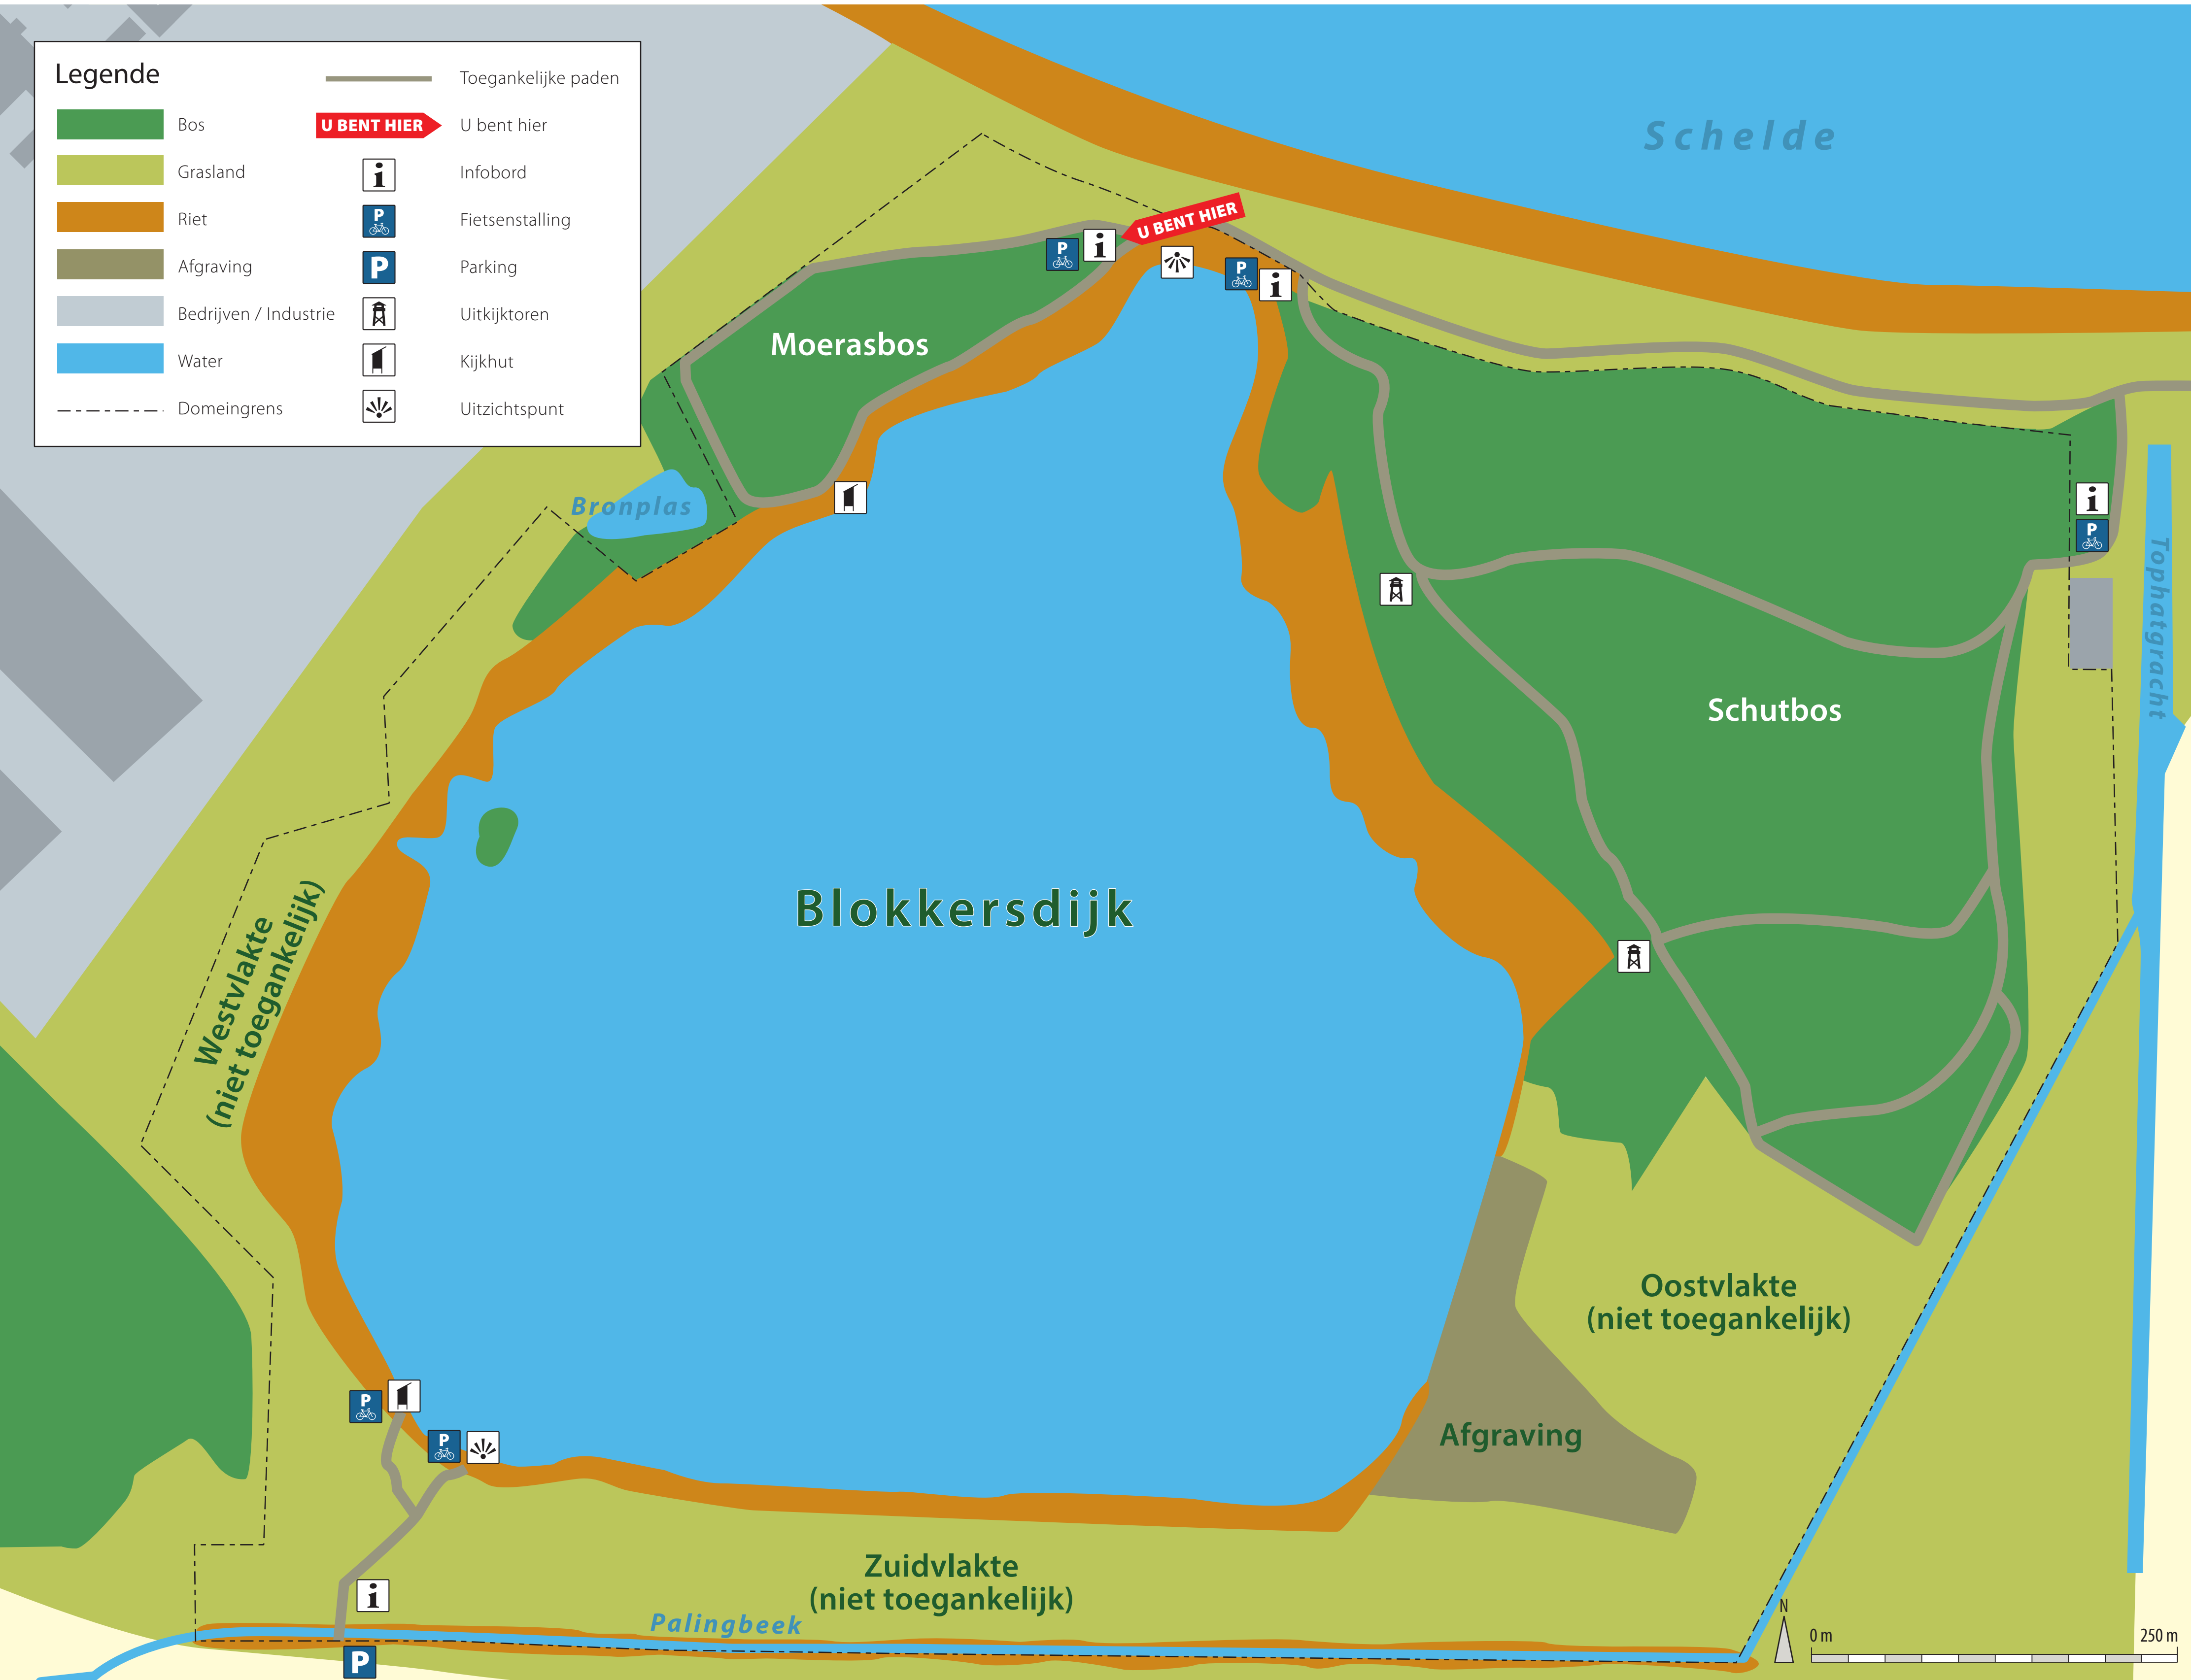 Legende
Bos
Grasland
Riet
Afgraving
Bedrijven / Industrie
Water
Domeingrens
Toegankelijke paden
U BENT HIER
U bent hier
i
Infobord
P
Fietsenstalling
P
Parking
Uitkijktoren
Kijkhut
Uitzichtspunt
Schelde
U BENT HIER
P
i
P
i
Moerasbos
Bronplas
i
P
Tophatgracht
Schutbos
Blokkersdijk
Westvlakte
(niet toegankelijk)
Oostvlakte
(niet toegankelijk)
P
P
Afgraving
Zuidvlakte
(niet toegankelijk)
i
Palingbeek
P
N
0 m
250 m